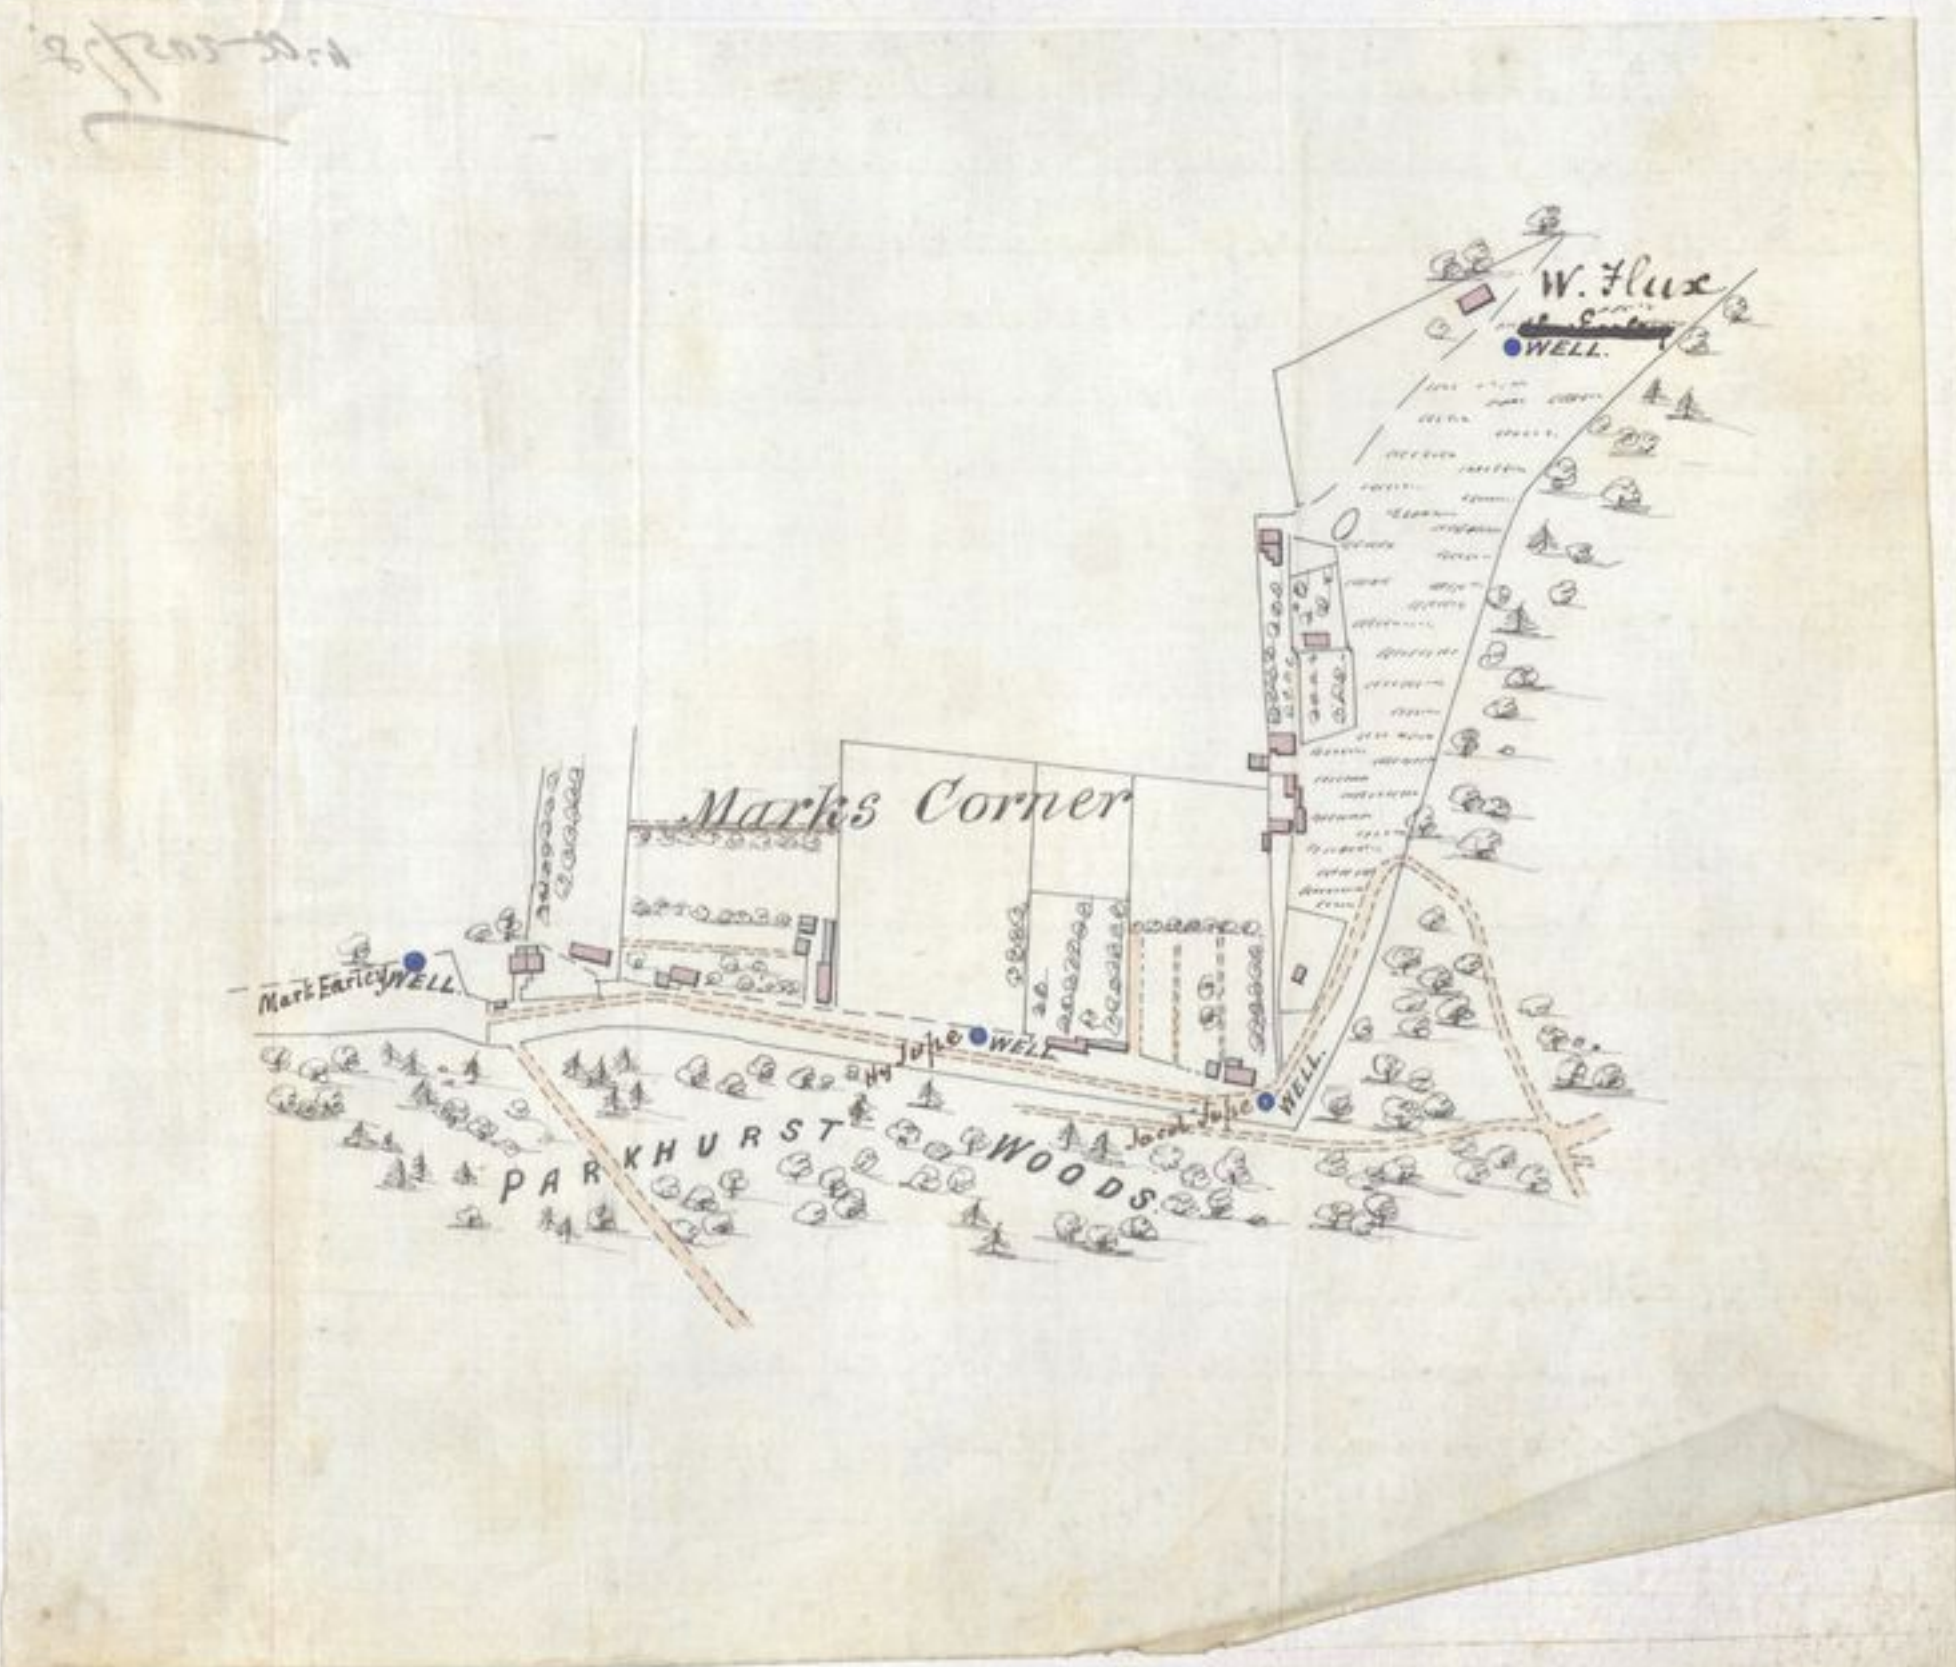 W. Flux
WELL.
Marks Corner
Mark Earley WELL.
Hy Jupe WELL
Jacob Jupe WELL.
PARKHURST WOODS.